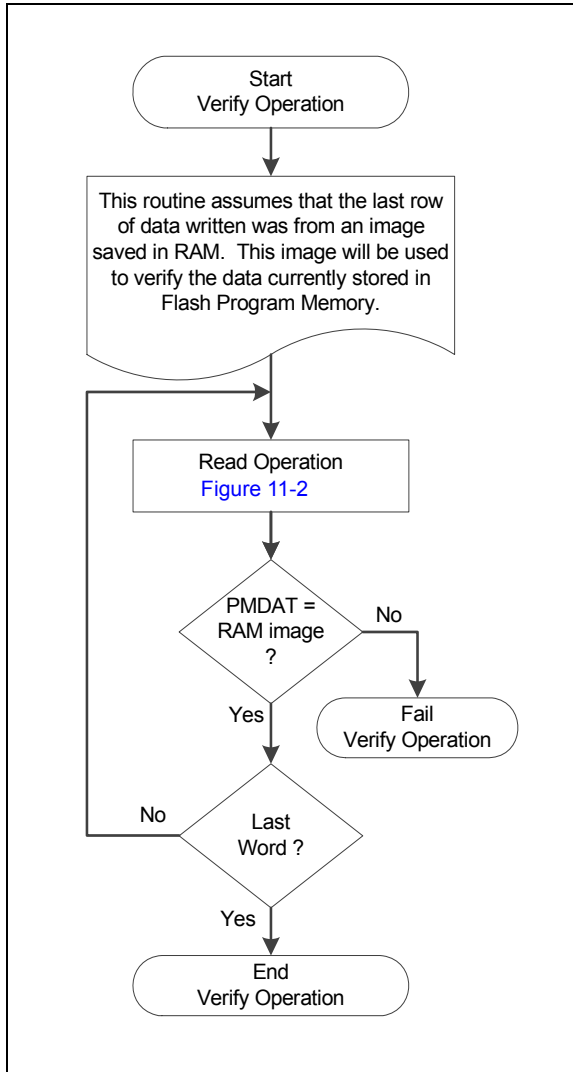 Start
Verify Operation
This routine assumes that the last row
of data written was from an image
saved in RAM.  This image will be used
to verify the data currently stored in
Flash Program Memory.
Read Operation
Figure 11-2
PMDAT =
RAM image
?
No
Yes
Fail
Verify Operation
No
Last
Word ?
Yes
End
Verify Operation